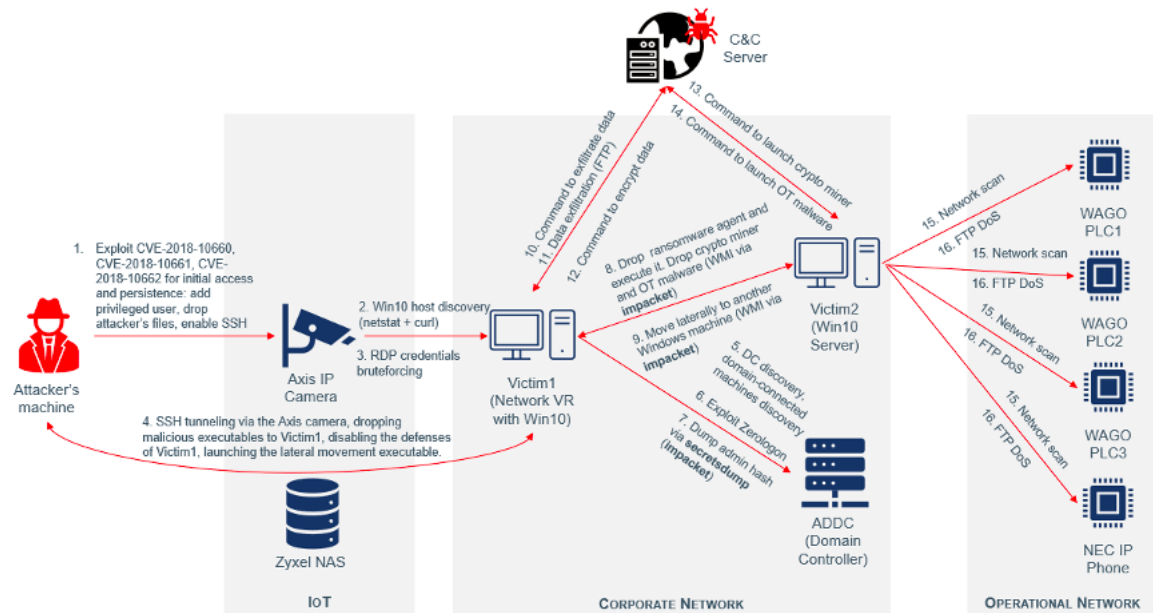 C&C
Server
13. Command to launch crypto miner
14. Command to launch OT malware
10. Command to exfiltrate data
11. Data exfiltration (FTP)
12. Command to encrypt data
1. Exploit CVE-2018-10660,
CVE-2018-10661, CVE-
2018-10662 for initial access
and persistence: add
privileged user, drop
attacker's files, enable SSH
Attacker's
machine
2. Win10 host discovery
(netstat + curl)
3. RDP credentials
bruteforcing
Axis IP
Camera
Victim1
(Network VR
with Win10)
4. SSH tunneling via the Axis camera, dropping
malicious executables to Victim1, disabling the defenses
of Victim1, launching the lateral movement executable.
Zyxel NAS
8. Drop ransomware agent and
execute it. Drop crypto miner
and OT malware (WMI via
impacket)
9. Move laterally to another
Windows machine (WMI via
impacket)
5. DC discovery,
domain-connected
machines discovery
6. Exploit Zerologon
7. Dump admin hash
via secretsdump
(impacket)
Victim2
(Win10
Server)
ADDC
(Domain
Controller)
15. Network scan
16. FTP DoS
WAGO
PLC1
15. Network scan
16. FTP DoS
WAGO
PLC2
15. Network scan
16. FTP DoS
WAGO
PLC3
15. Network scan
16. FTP DoS
NEC IP
Phone
IOT
CORPORATE NETWORK
OPERATIONAL NETWORK